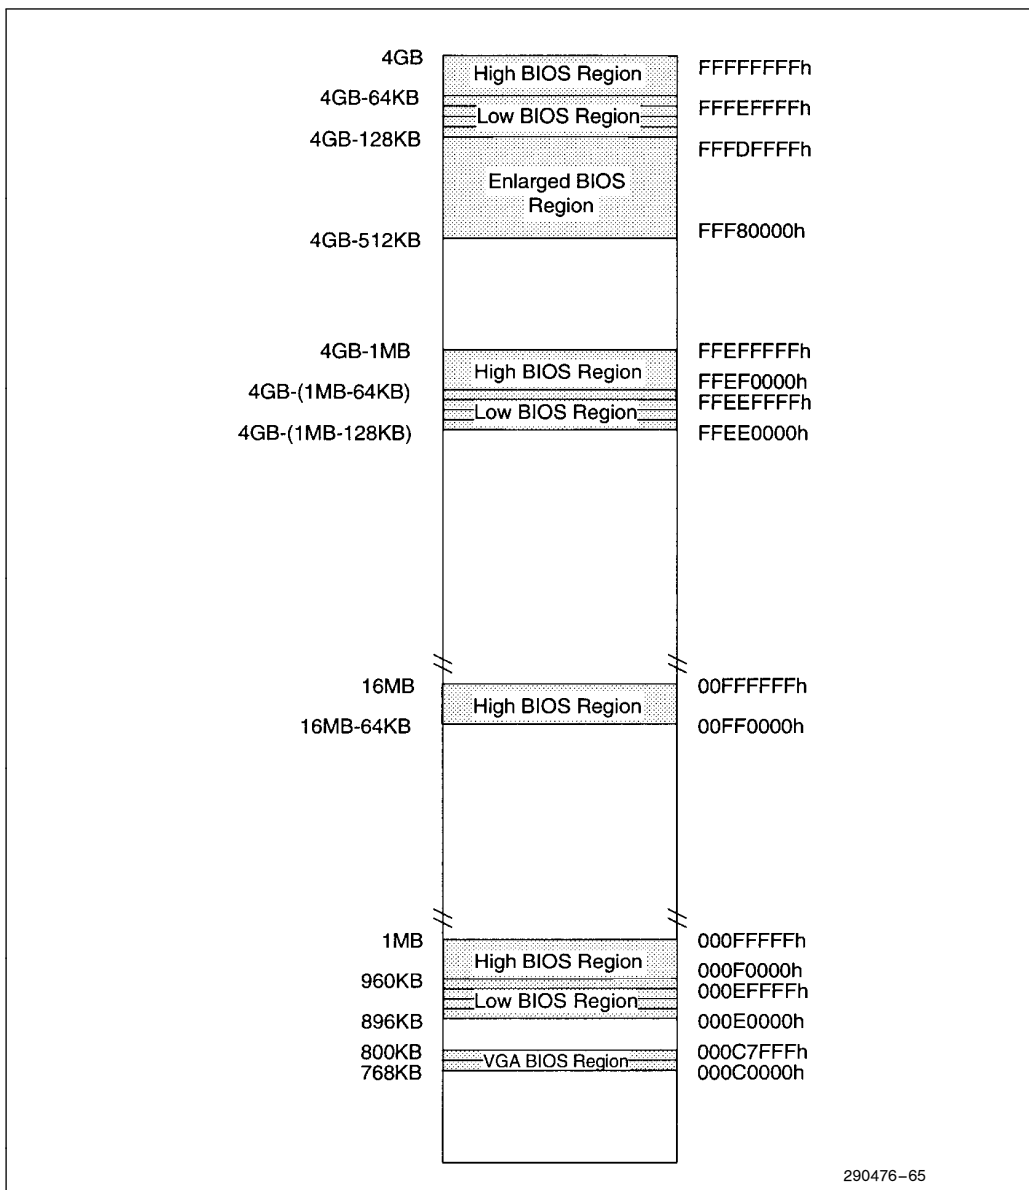 4GB High BIOS Region FFFFFFFFh
4GB-64KB Low BIOS Region FFFEFFFFh
4GB-128KB FFFDFFFFh
Enlarged BIOS
Region
4GB-512KB FFF80000h
4GB-1MB FFEFFFFFh
High BIOS Region FFEF0000h
4GB-(1MB-64KB) FFEEFFFFh
Low BIOS Region
4GB-(1MB-128KB) FFEE0000h
16MB 00FFFFFFh
High BIOS Region
16MB-64KB 00FF0000h
1MB 000FFFFFh
High BIOS Region 000F0000h
960KB 000EFFFFh
Low BIOS Region
896KB 000E0000h
800KB 000C7FFFh
VGA BIOS Region
768KB 000C0000h
290476–65